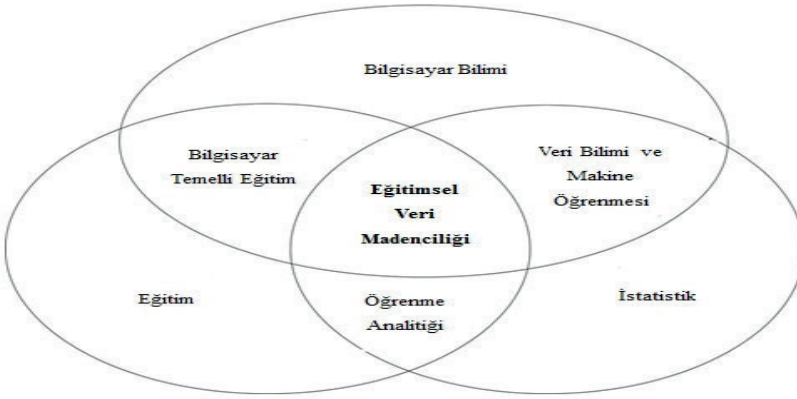 Bilgisayar Bilimi
Bilgisayar
Temelli Eğitim
Veri Bilimi ve
Makine
Öğrenmesi
Eğitimsel
Veri
Madenciliği
Eğitim
Öğrenme
Analitiği
İstatistik